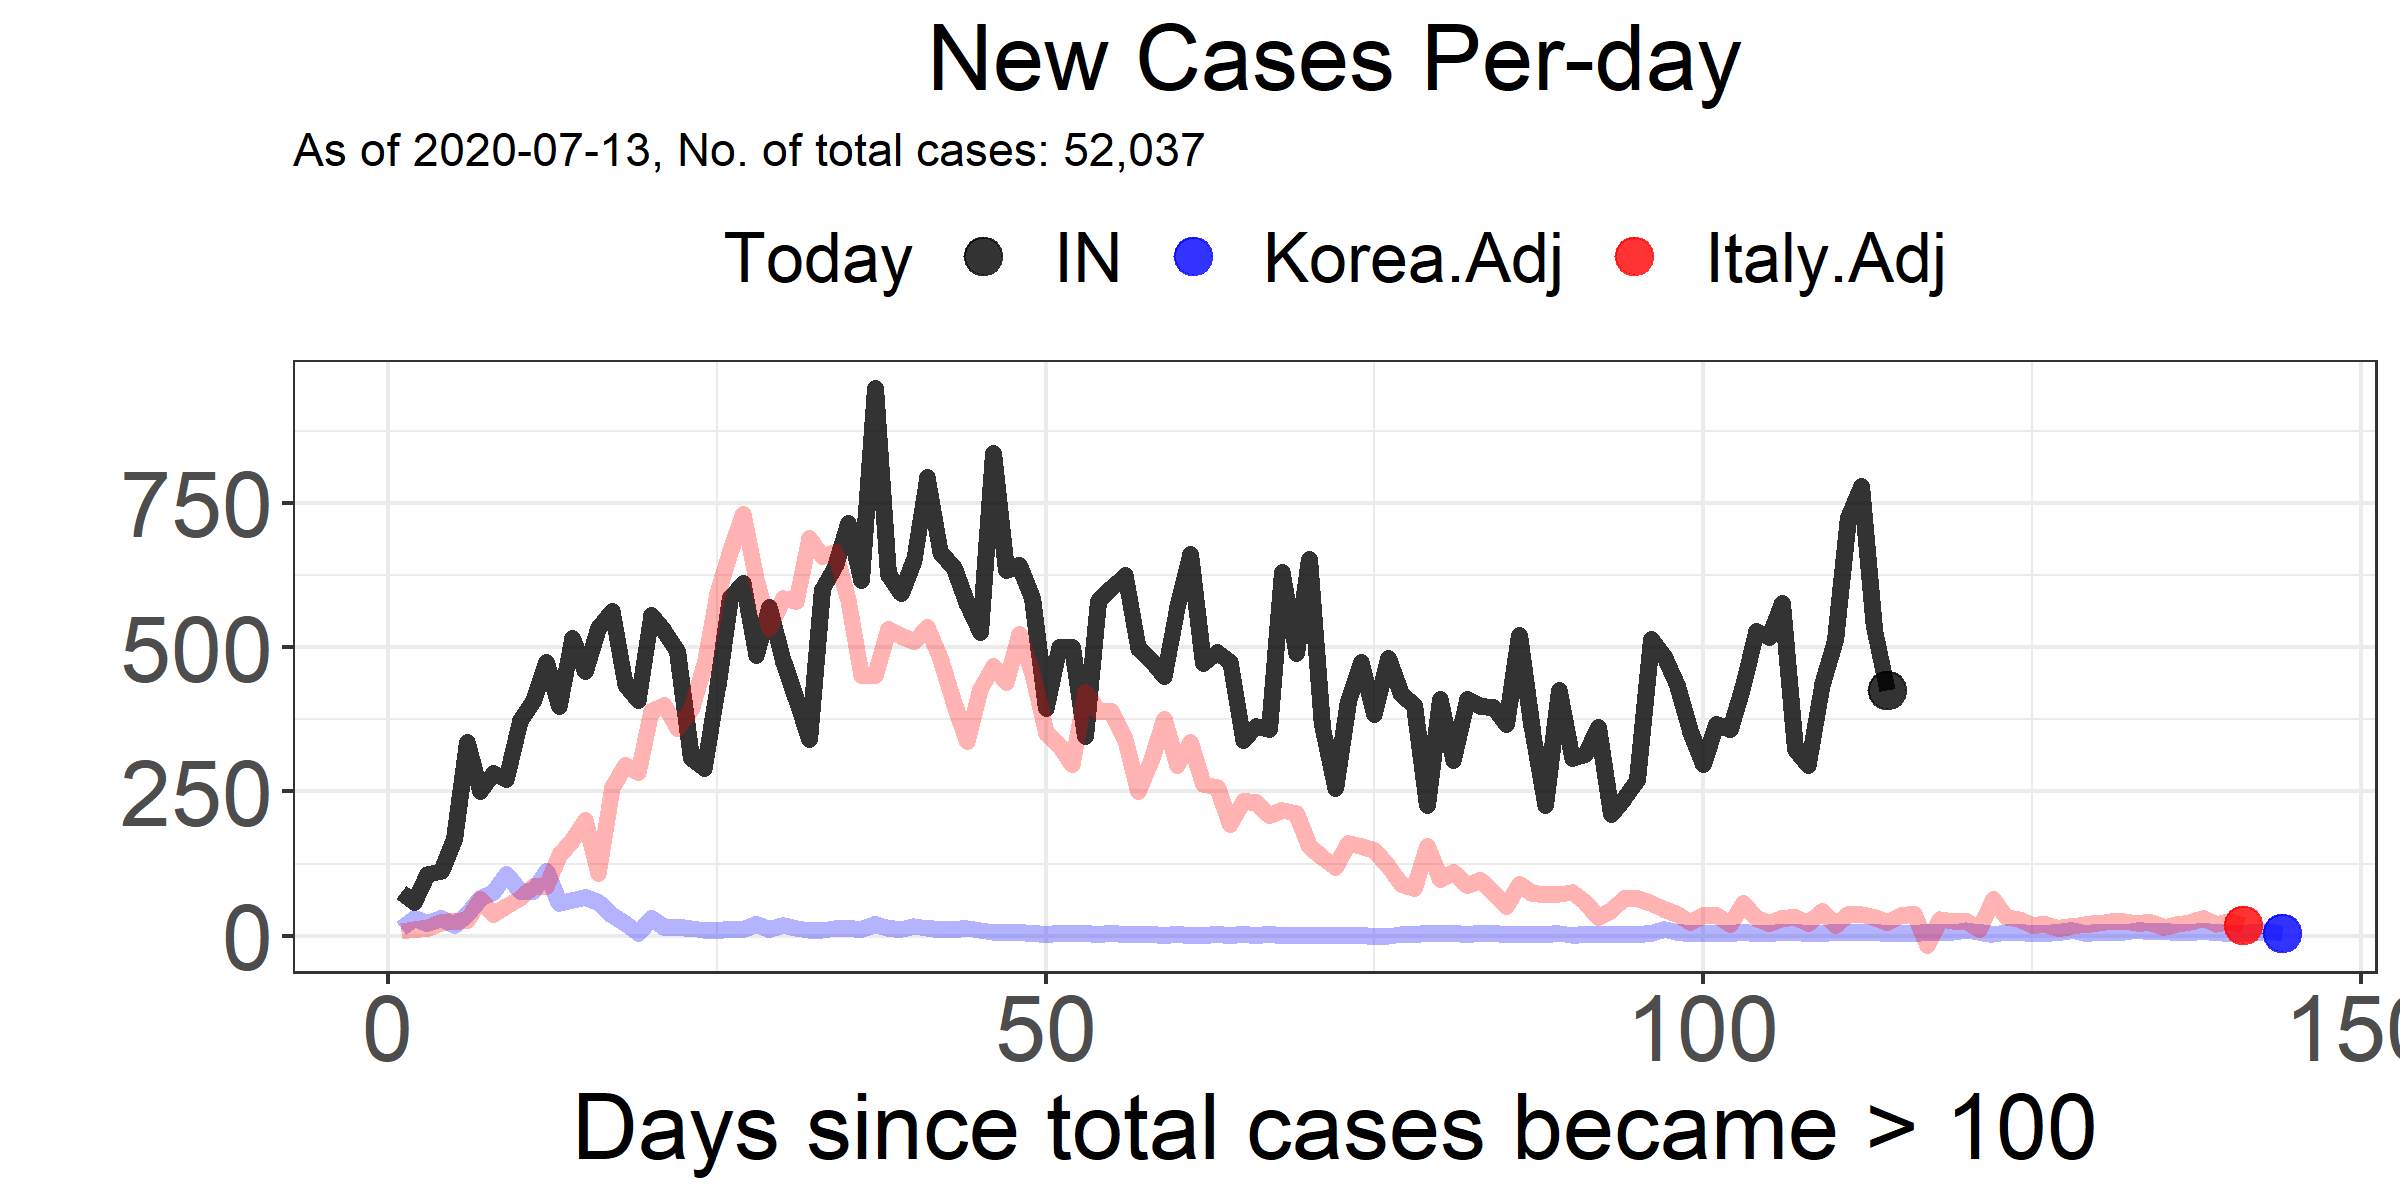 New Cases Per-day
As of 2020-07-13, No. of total cases: 52,037
Today IN Korea.Adj Italy.Adj
750
500
250
0
0 50 100 150
Days since total cases became > 100